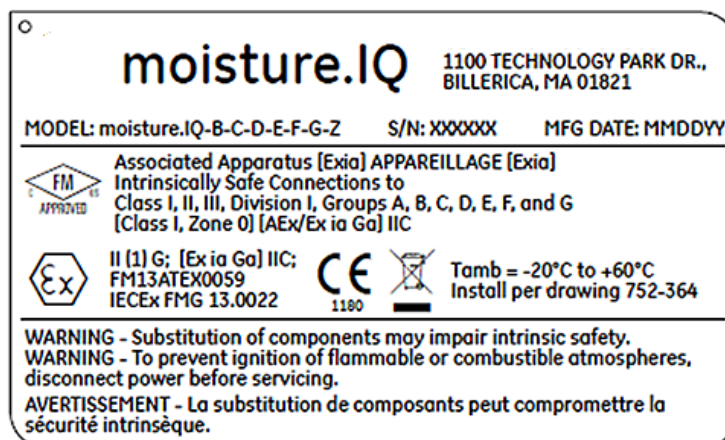 moisture.IQ
1100 TECHNOLOGY PARK DR.,
BILLERICA, MA 01821
MODEL: moisture.IQ-B-C-D-E-F-G-Z S/N: XXXXXX MFG DATE: MMDDYY
Associated Apparatus [Exia] APPAREILLAGE [Exia]
Intrinsically Safe Connections to
Class I, II, III, Division I, Groups A, B, C, D, E, F, and G
[Class I, Zone 0] [AEx/Ex ia Ga] IIC
FM
C US
APPROVED
Ex
II (1) G; [Ex ia Ga] IIC;
FM13ATEX0059
IECEx FMG 13.0022
CE
1180
Tamb = -20°C to +60°C
Install per drawing 752-364
WARNING - Substitution of components may impair intrinsic safety.
WARNING - To prevent ignition of flammable or combustible atmospheres,
disconnect power before servicing.
AVERTISSEMENT - La substitution de composants peut compromettre la
sécurité intrinsèque.